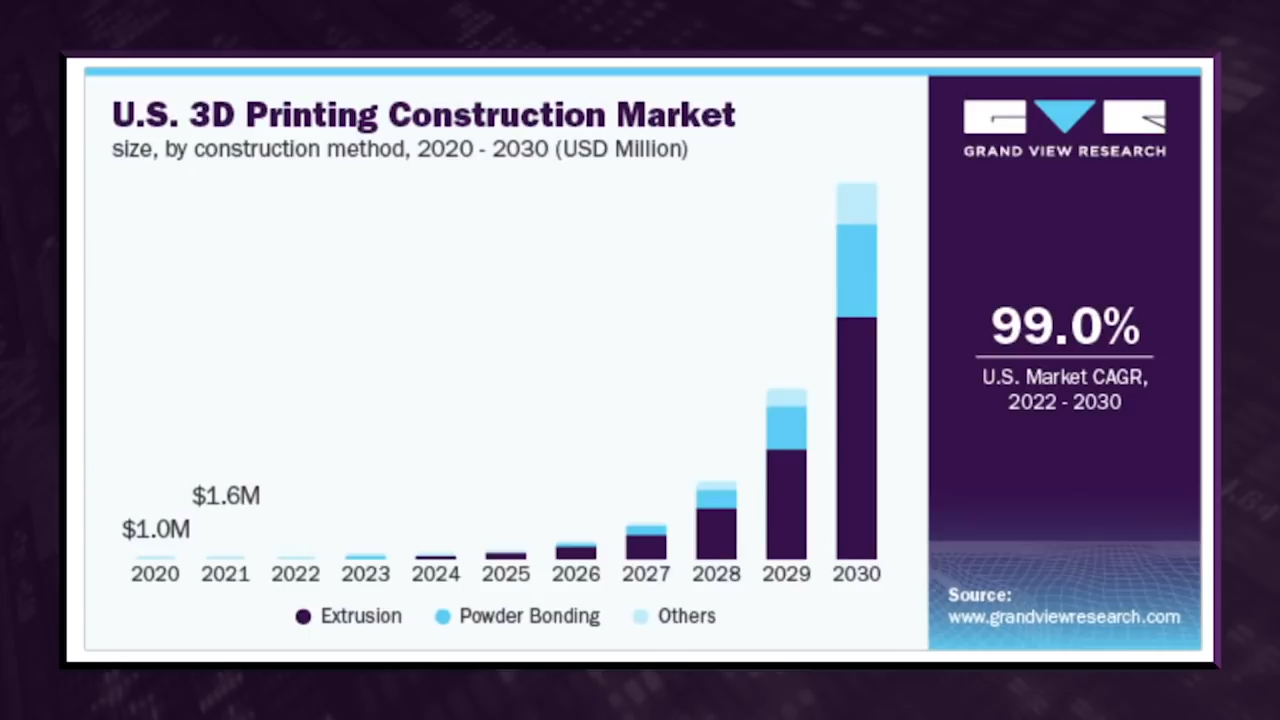 U.S. 3D Printing Construction Market
size, by construction method, 2020 - 2030 (USD Million)
$1.0M
$1.6M
2020 2021 2022 2023 2024 2025 2026 2027 2028 2029 2030
Extrusion Powder Bonding Others
GRAND VIEW RESEARCH
99.0%
U.S. Market CAGR,
2022 - 2030
Source:
www.grandviewresearch.com